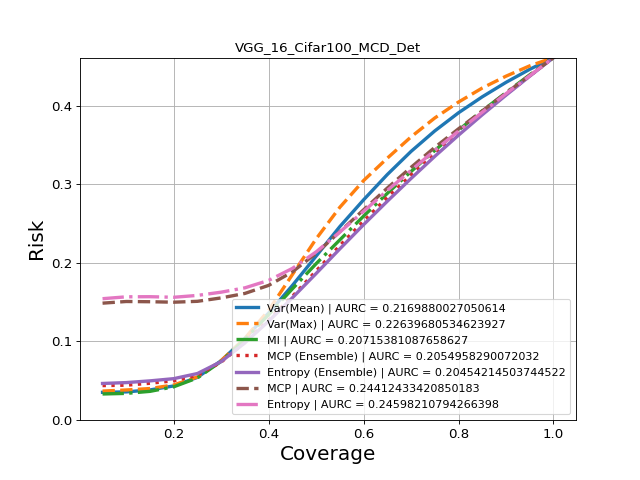 VGG_16_Cifar100_MCD_Det
Risk
0.4
0.3
0.2
0.1
0.0
Var(Mean) | AURC = 0.2169880027050614
Var(Max) | AURC = 0.22639680534623927
MI | AURC = 0.20715381087658627
MCP (Ensemble) | AURC = 0.2054958290072032
Entropy (Ensemble) | AURC = 0.20454214503744522
MCP | AURC = 0.24412433420850183
Entropy | AURC = 0.24598210794266398
0.2 0.4 0.6 0.8 1.0
Coverage